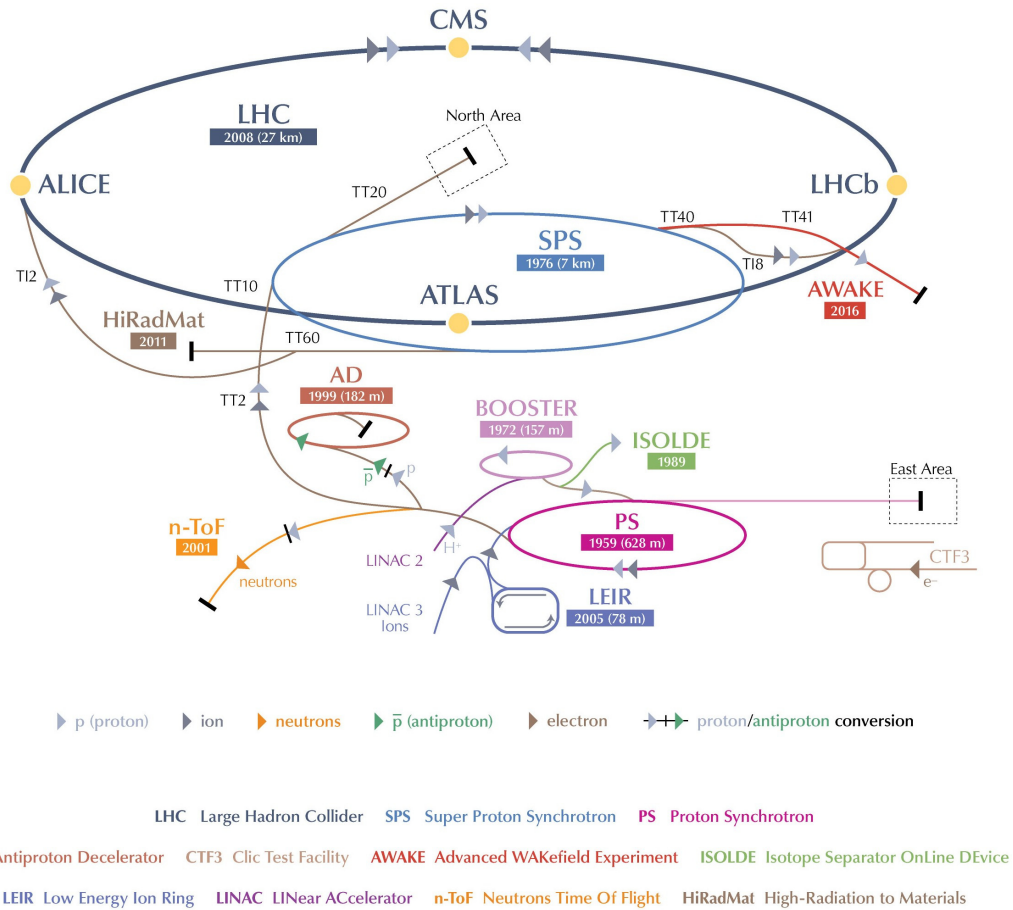 CMS
LHC
2008 (27 km)
North Area
ALICE
LHCb
TT20
TT40
TT41
SPS
1976 (7 km)
TI2
TI8
TT10
ATLAS
AWAKE
2016
HiRadMat
2011
TT60
AD
1999 (182 m)
TT2
BOOSTER
1972 (157 m)
ISOLDE
1989
p̅
p
East Area
n-ToF
2001
PS
1959 (628 m)
H⁺
LINAC 2
CTF3
e⁻
neutrons
LEIR
2005 (78 m)
LINAC 3
Ions
p (proton) ion neutrons p̅ (antiproton) electron proton/antiproton conversion
LHC Large Hadron Collider SPS Super Proton Synchrotron PS Proton Synchrotron
Antiproton Decelerator CTF3 Clic Test Facility AWAKE Advanced WAKefield Experiment ISOLDE Isotope Separator OnLine DEvice
LEIR Low Energy Ion Ring LINAC LINear ACcelerator n-ToF Neutrons Time Of Flight HiRadMat High-Radiation to Materials